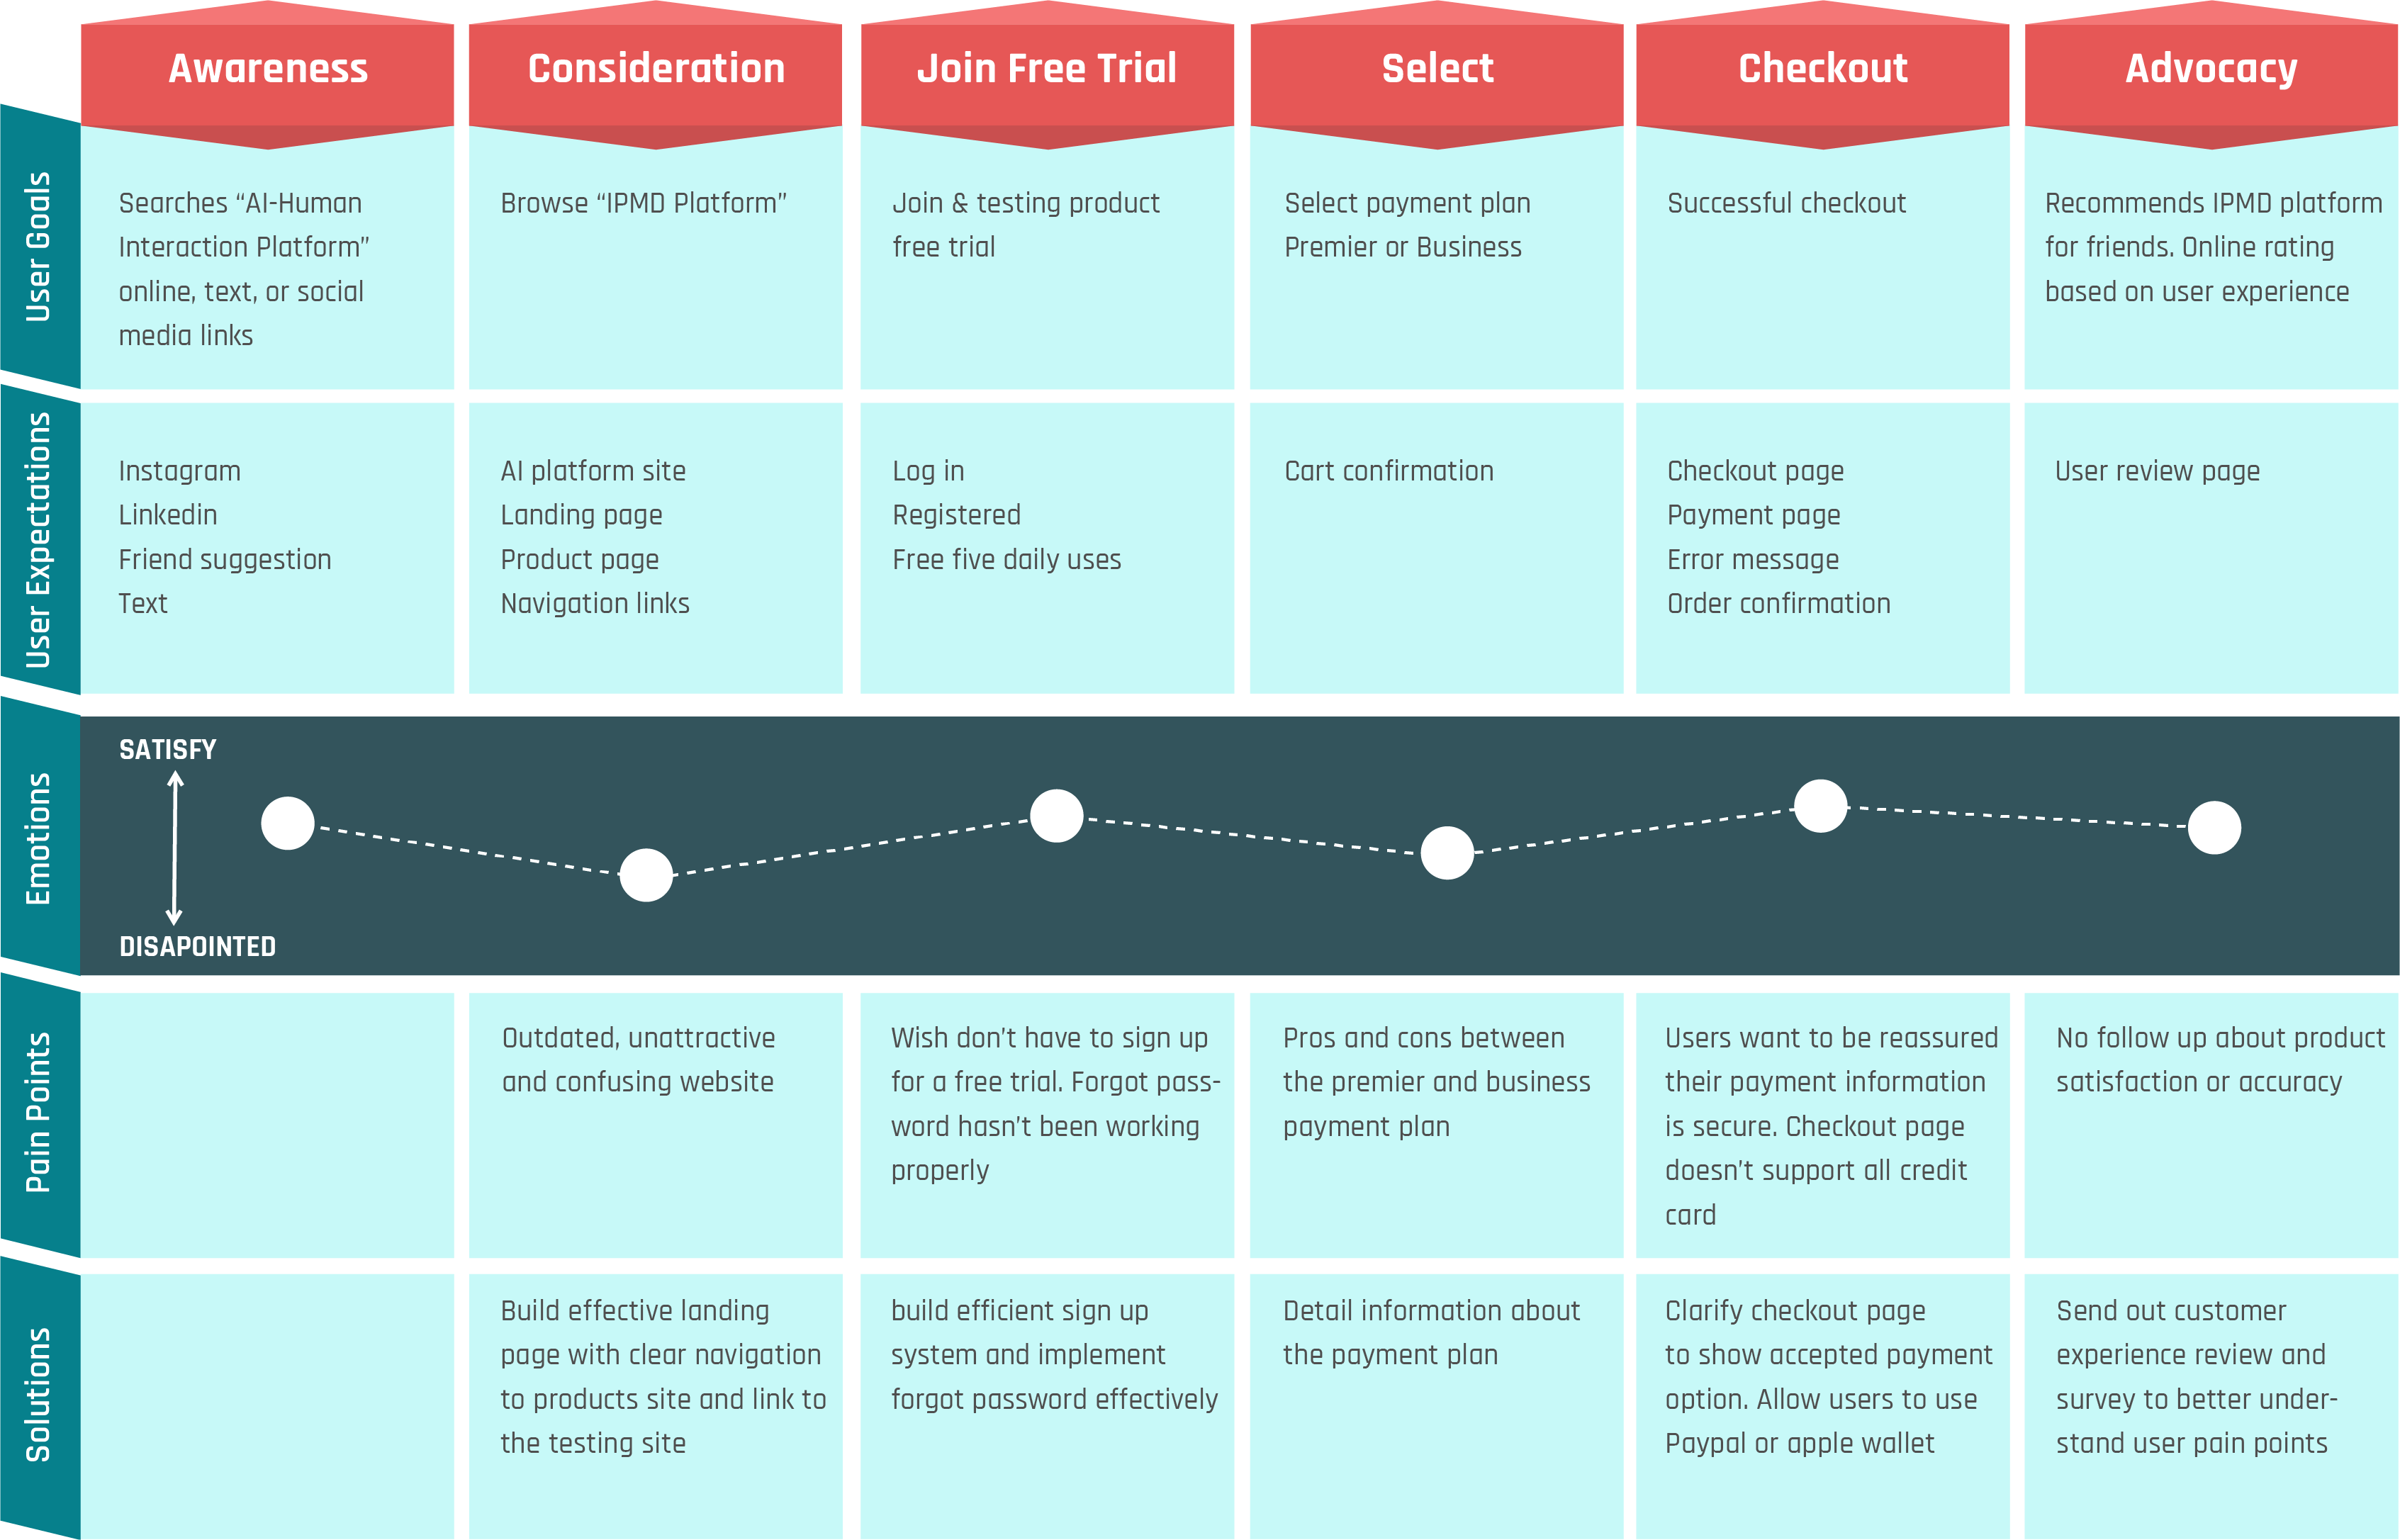 Awareness
Consideration
Join Free Trial
Select
Checkout
Advocacy
User Goals
Searches “AI-Human
Interaction Platform”
online, text, or social
media links
Browse “IPMD Platform”
Join & testing product
free trial
Select payment plan
Premier or Business
Successful checkout
Recommends IPMD platform
for friends. Online rating
based on user experience
User Expectations
Instagram
Linkedin
Friend suggestion
Text
AI platform site
Landing page
Product page
Navigation links
Log in
Registered
Free five daily uses
Cart confirmation
Checkout page
Payment page
Error message
Order confirmation
User review page
Emotions
SATISFY
DISAPOINTED
Pain Points
Outdated, unattractive
and confusing website
Wish don’t have to sign up
for a free trial. Forgot pass-
word hasn’t been working
properly
Pros and cons between
the premier and business
payment plan
Users want to be reassured
their payment information
is secure. Checkout page
doesn’t support all credit
card
No follow up about product
satisfaction or accuracy
Solutions
Build effective landing
page with clear navigation
to products site and link to
the testing site
build efficient sign up
system and implement
forgot password effectively
Detail information about
the payment plan
Clarify checkout page
to show accepted payment
option. Allow users to use
Paypal or apple wallet
Send out customer
experience review and
survey to better under-
stand user pain points